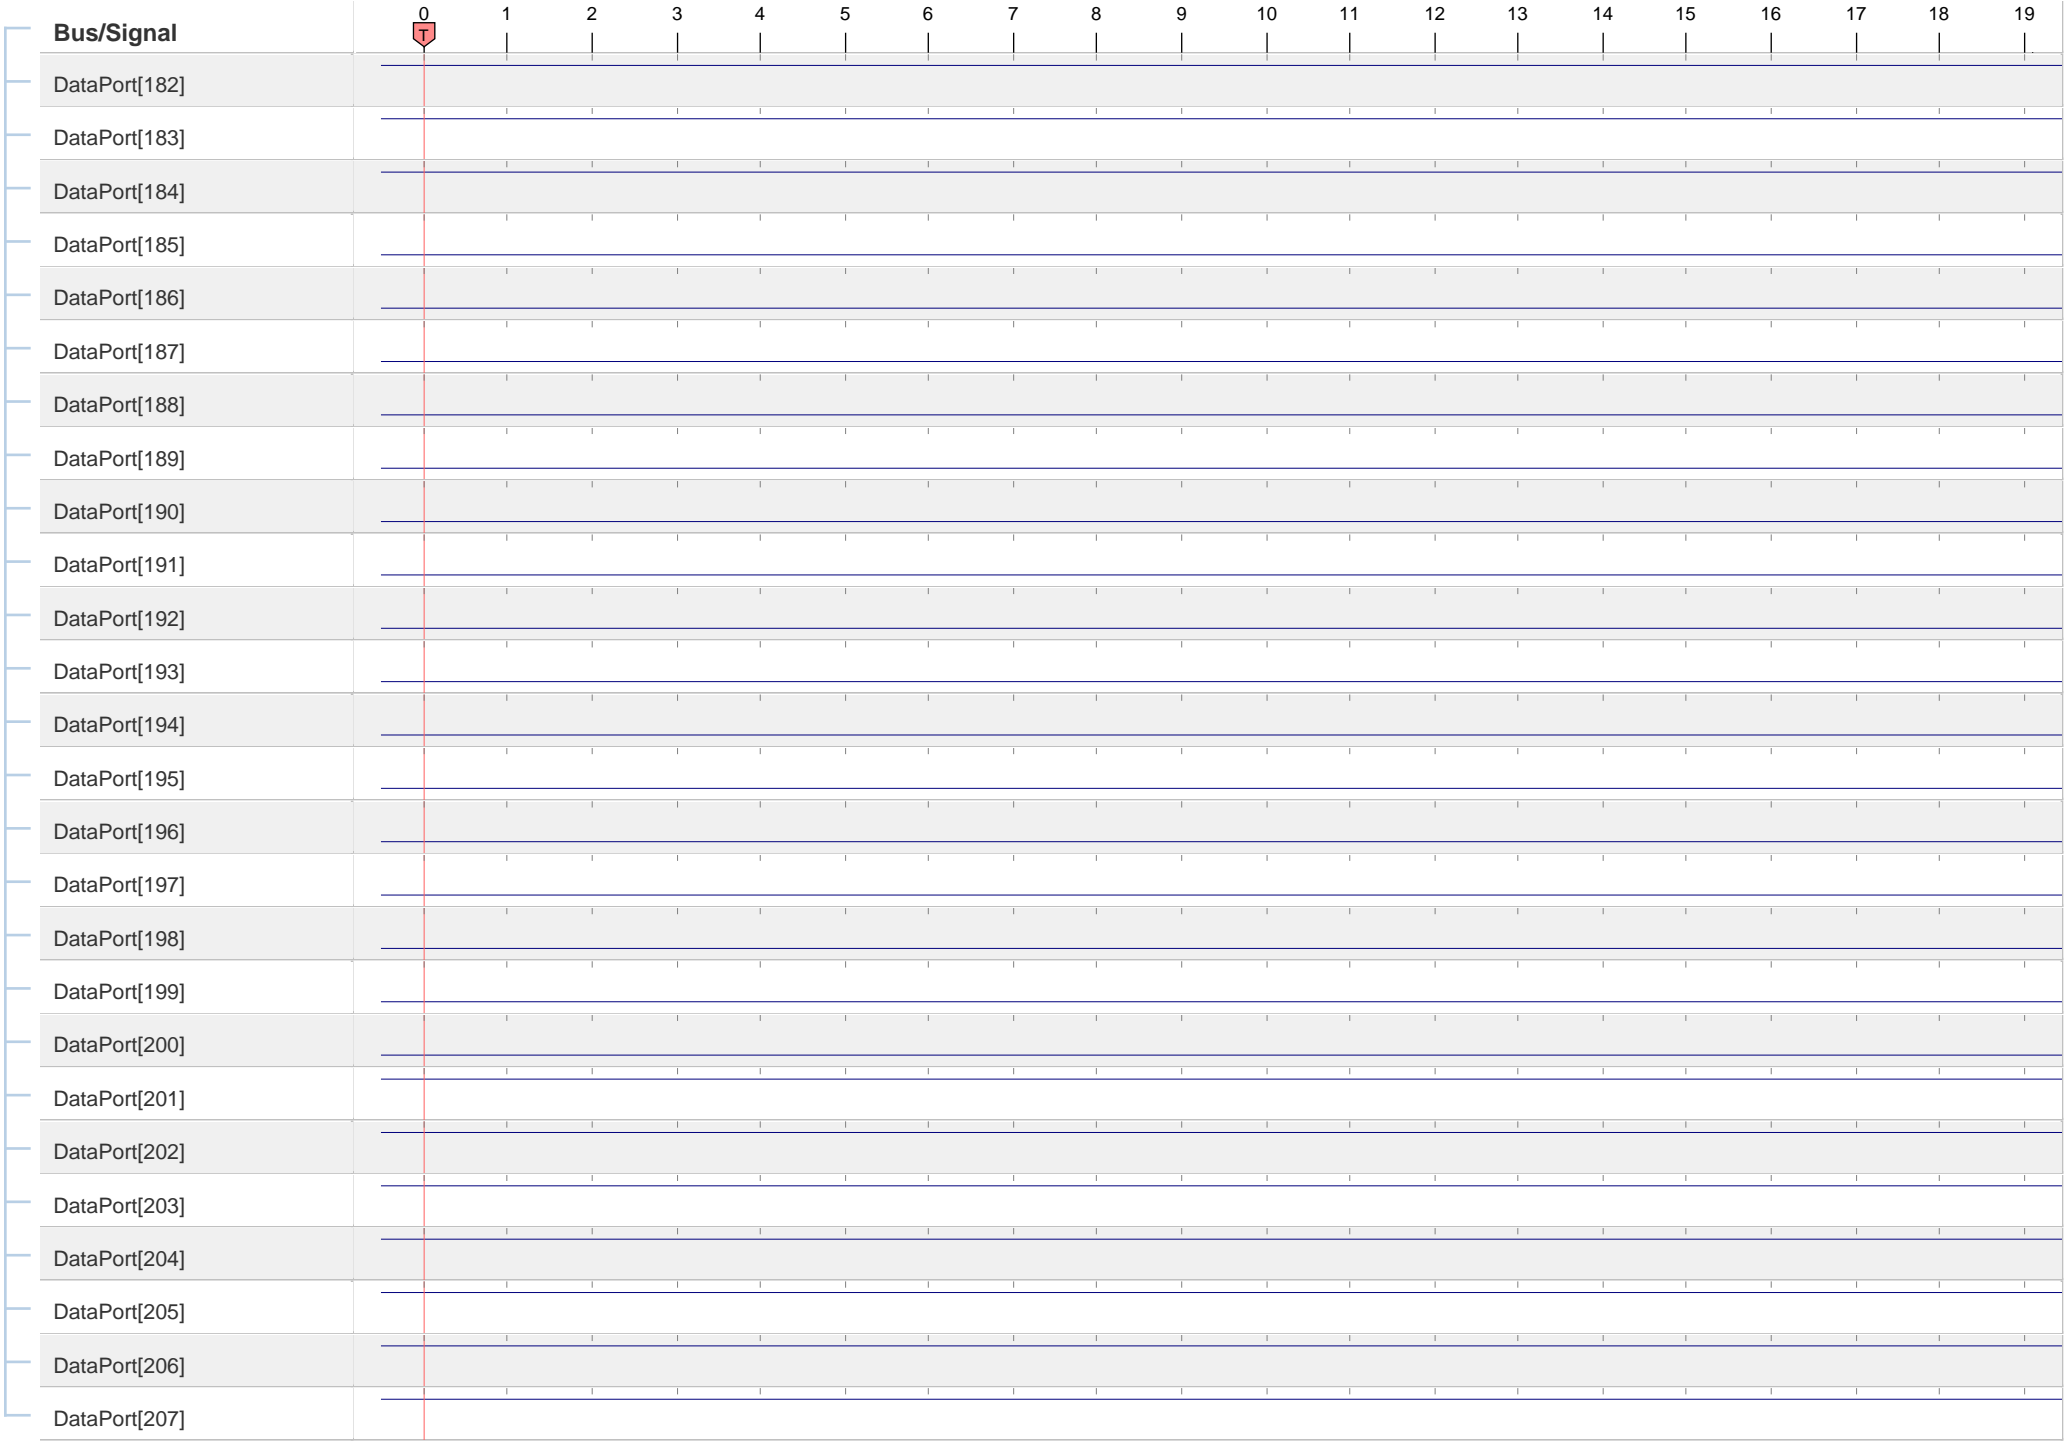 Bus/Signal 0 1 2 3 4 5 6 7 8 9 10 11 12 13 14 15 16 17 18 19
T
DataPort[182]
DataPort[183]
DataPort[184]
DataPort[185]
DataPort[186]
DataPort[187]
DataPort[188]
DataPort[189]
DataPort[190]
DataPort[191]
DataPort[192]
DataPort[193]
DataPort[194]
DataPort[195]
DataPort[196]
DataPort[197]
DataPort[198]
DataPort[199]
DataPort[200]
DataPort[201]
DataPort[202]
DataPort[203]
DataPort[204]
DataPort[205]
DataPort[206]
DataPort[207]